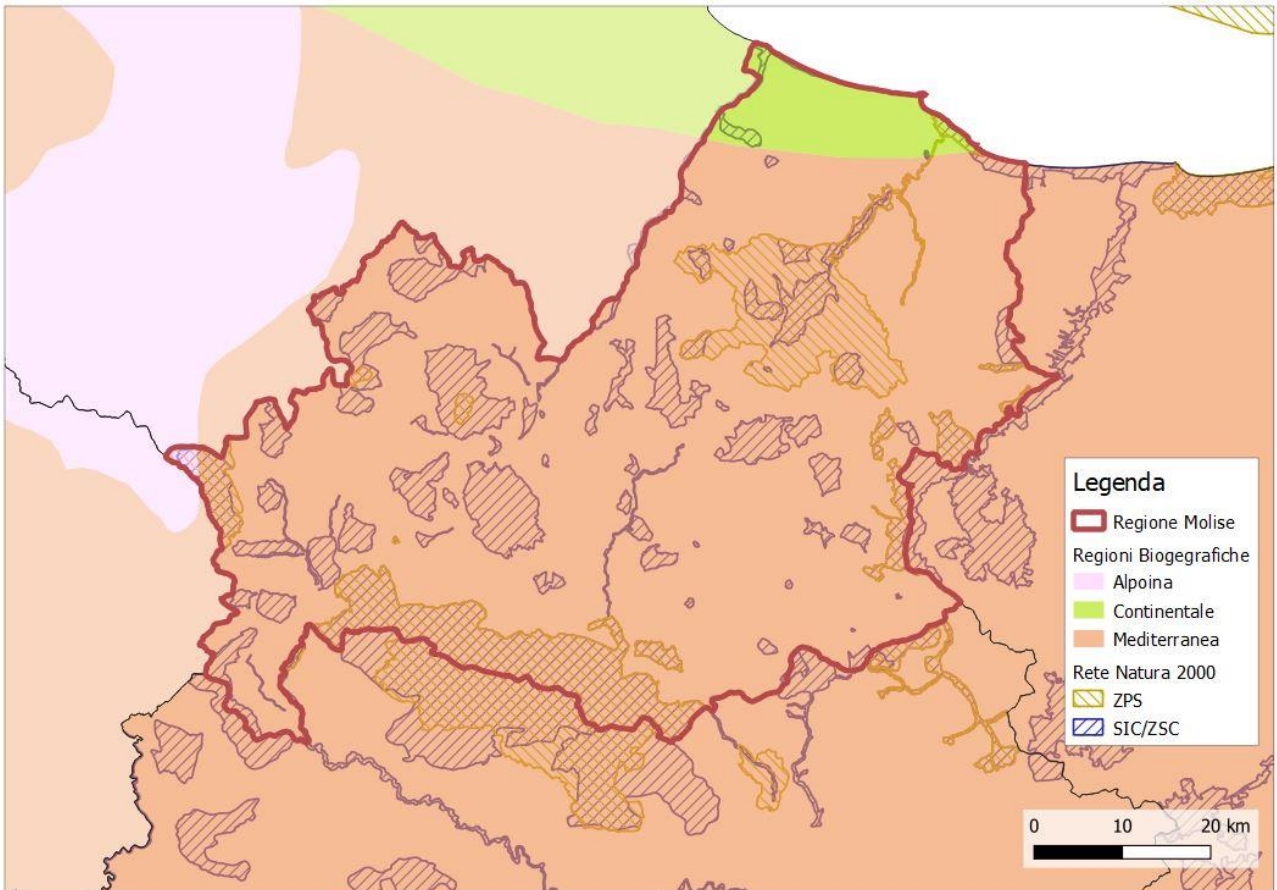 Legenda
Regione Molise
Regioni Biogegrafiche
Alpoina
Continentale
Mediterranea
Rete Natura 2000
ZPS
SIC/ZSC
0 10 20 km